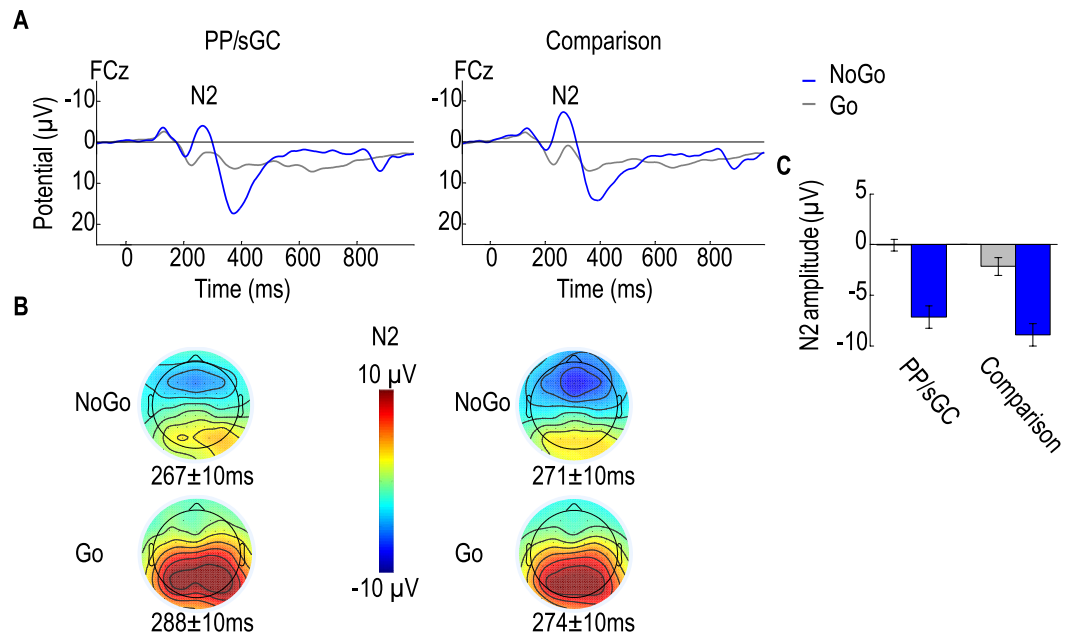 A
PP/sGC
Comparison
NoGo
Go
FCz
N2
-10
0
10
20
Potential (µV)
0
200
400
600
800
Time (ms)
FCz
N2
-10
0
10
20
0
200
400
600
800
Time (ms)
C
5
0
-5
-10
N2 amplitude (µV)
PP/sGC
Comparison
B
N2
10 µV
-10 µV
NoGo
267±10ms
NoGo
271±10ms
Go
288±10ms
Go
274±10ms